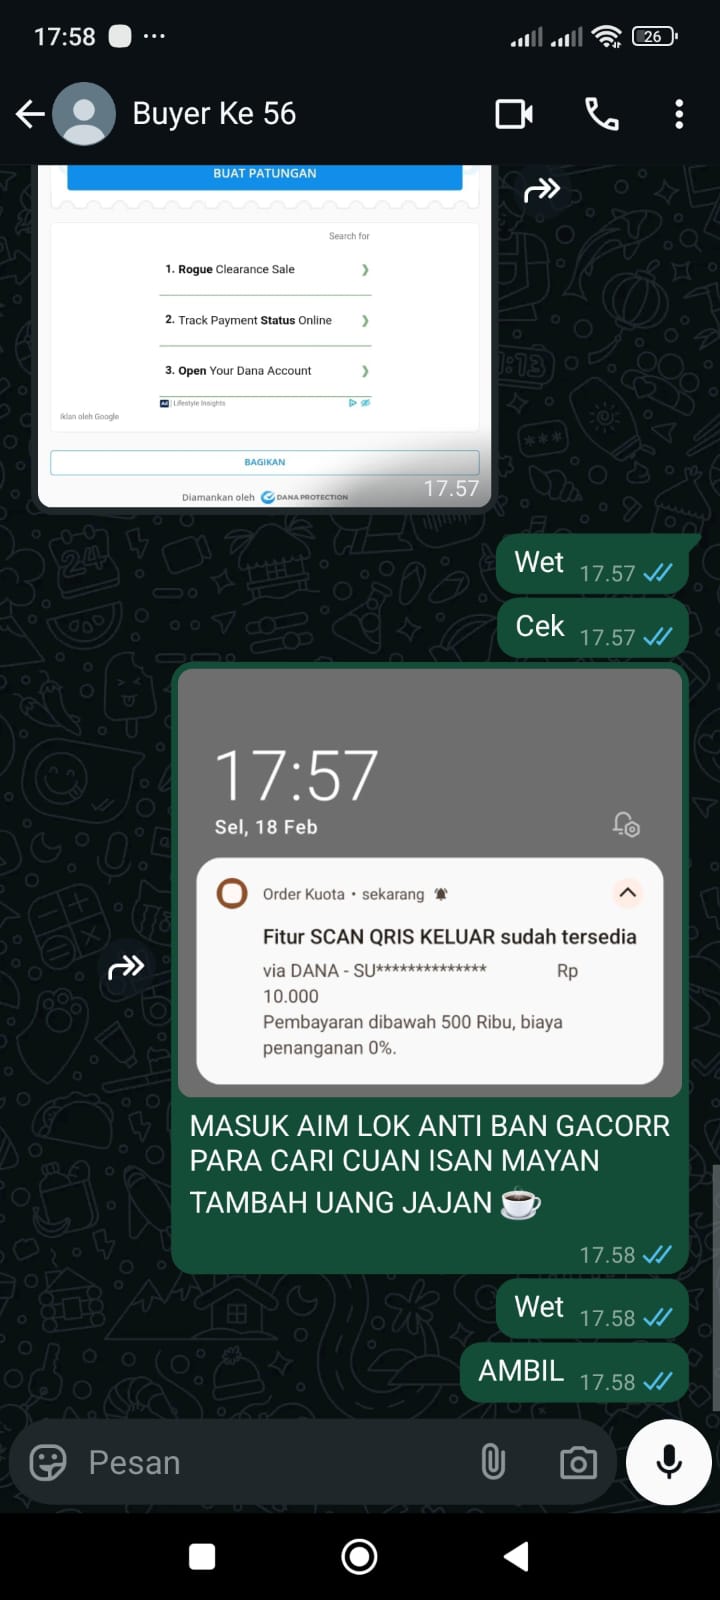 17:58
26
Buyer Ke 56
BUAT PATUNGAN
Search for
1. Rogue Clearance Sale
2. Track Payment Status Online
3. Open Your Dana Account
Ad | Lifestyle Insights
Iklan oleh Google
BAGIKAN
Diamankan oleh DANA PROTECTION
17.57
Wet 17.57
Cek 17.57
17:57
Sel, 18 Feb
Order Kuota • sekarang
Fitur SCAN QRIS KELUAR sudah tersedia
via DANA - SU************** Rp
10.000
Pembayaran dibawah 500 Ribu, biaya
penanganan 0%.
MASUK AIM LOK ANTI BAN GACORR
PARA CARI CUAN ISAN MAYAN
TAMBAH UANG JAJAN ☕
17.58
Wet 17.58
AMBIL 17.58
Pesan